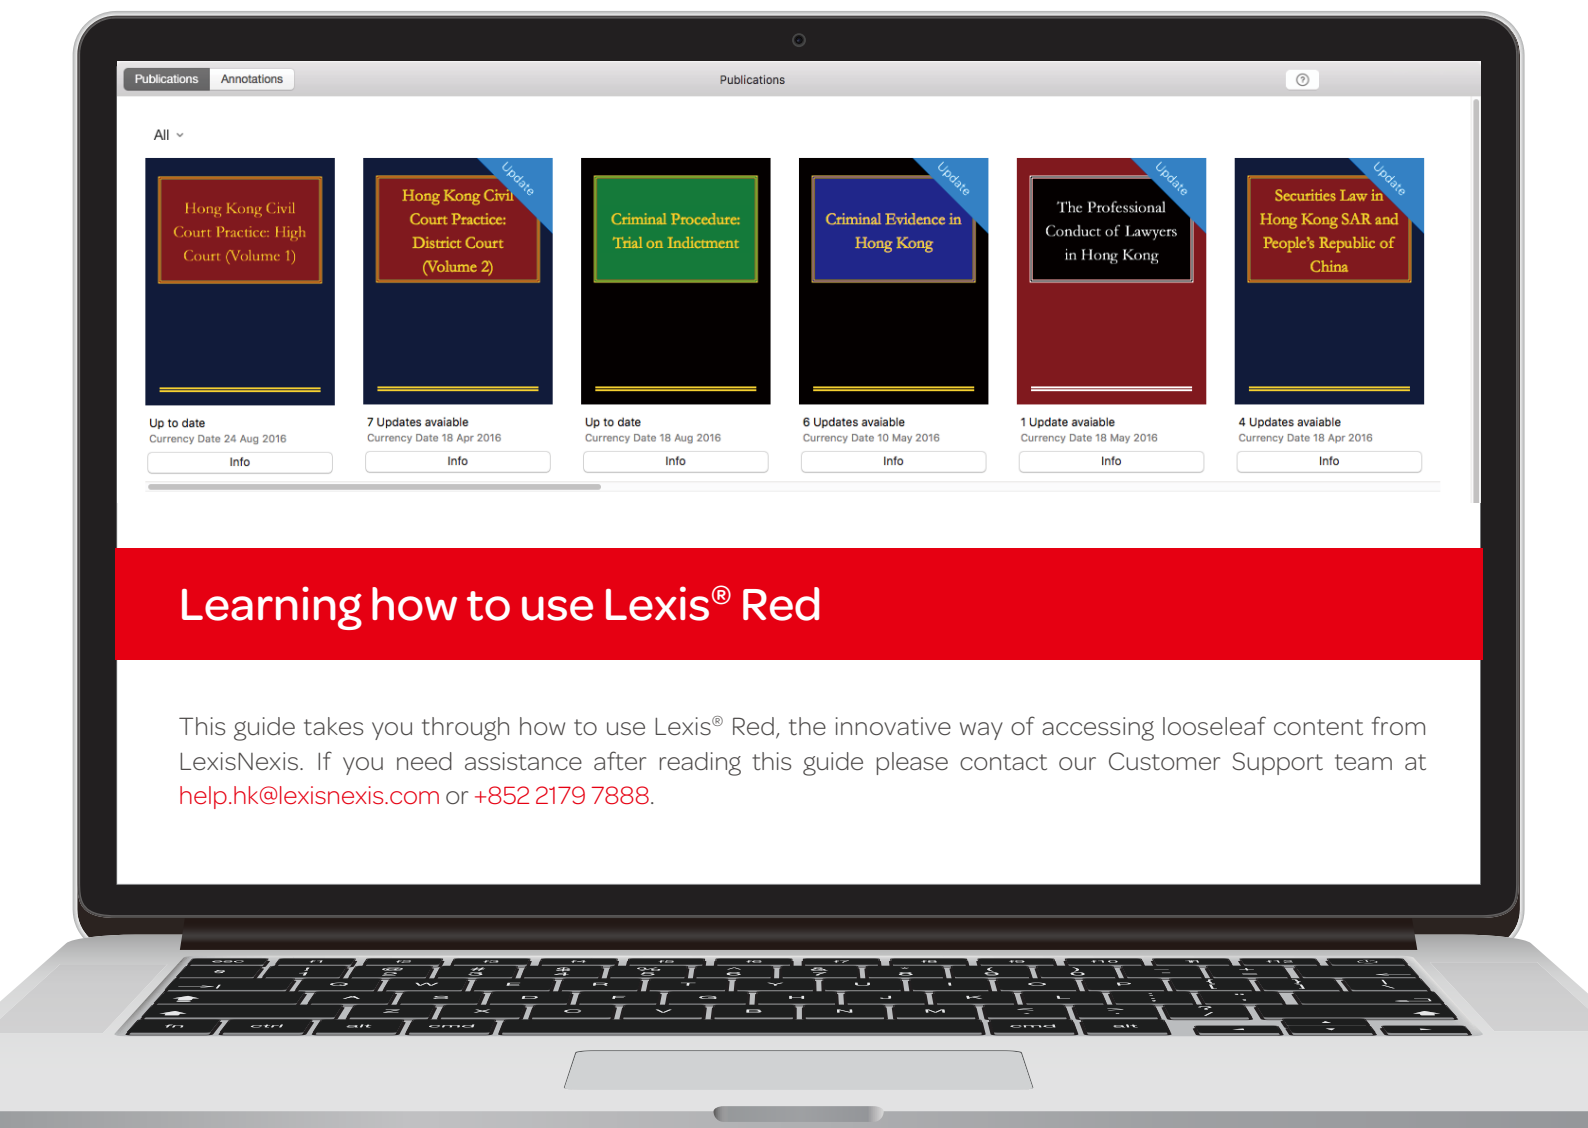 Publications Annotations Publications
All
Hong Kong Civil
Court Practice: High
Court (Volume 1)
Update
Hong Kong Civil
Court Practice:
District Court
(Volume 2)
Criminal Procedure:
Trial on Indictment
Update
Criminal Evidence in
Hong Kong
Update
The Professional
Conduct of Lawyers
in Hong Kong
Update
Securities Law in
Hong Kong SAR and
People's Republic of
China
Up to date
Currency Date 24 Aug 2016
Info
7 Updates avaiable
Currency Date 18 Apr 2016
Info
Up to date
Currency Date 18 Aug 2016
Info
6 Updates avaiable
Currency Date 10 May 2016
Info
1 Update avaiable
Currency Date 18 May 2016
Info
4 Updates avaiable
Currency Date 18 Apr 2016
Info
Learning how to use Lexis® Red
This guide takes you through how to use Lexis® Red, the innovative way of accessing looseleaf content from
LexisNexis. If you need assistance after reading this guide please contact our Customer Support team at
help.hk@lexisnexis.com or +852 2179 7888.
Q W E R T Y U I O P
A S D F G H J K L
Z X C V B N M
fn ctrl alt cmd cmd alt